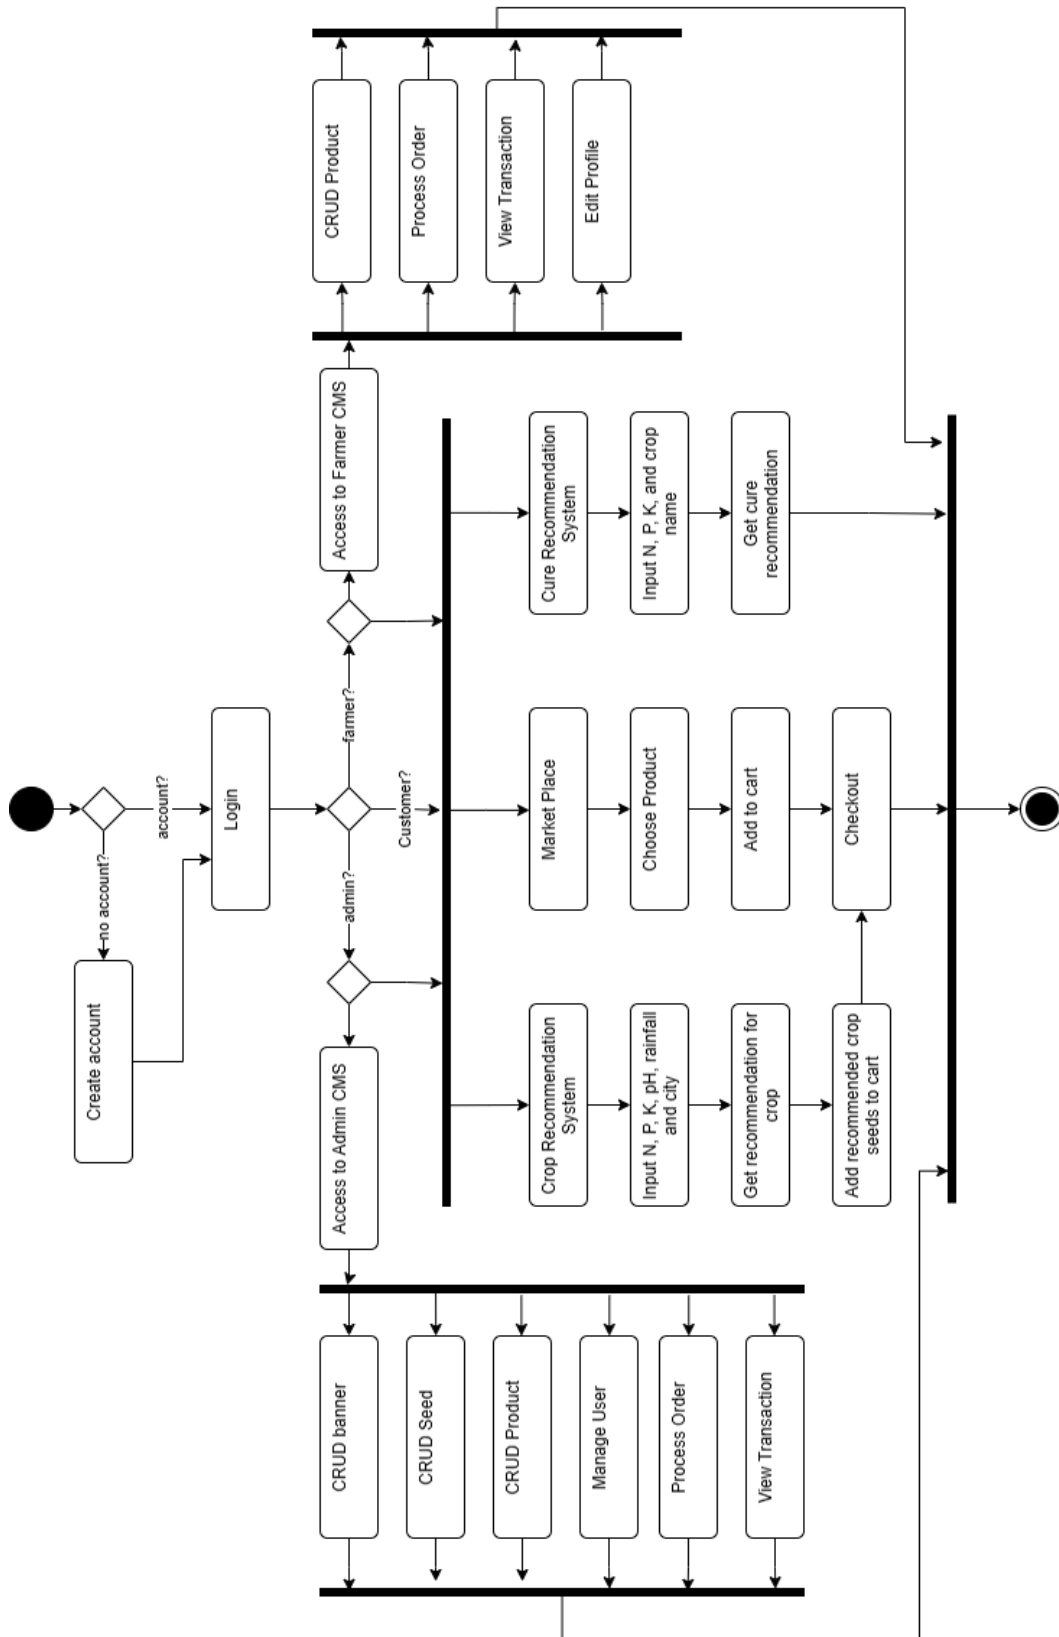 no account?
account?
Create account
Login
admin?
farmer?
Customer?
Access to Admin CMS
Access to Farmer CMS
CRUD banner
CRUD Seed
CRUD Product
Manage User
Process Order
View Transaction
Crop Recommendation
System
Input N, P, K, pH, rainfall
and city
Get recommendation for
crop
Add recommended crop
seeds to cart
Market Place
Choose Product
Add to cart
Checkout
Cure Recommendation
System
Input N, P, K, and crop
name
Get cure
recommendation
CRUD Product
Process Order
View Transaction
Edit Profile